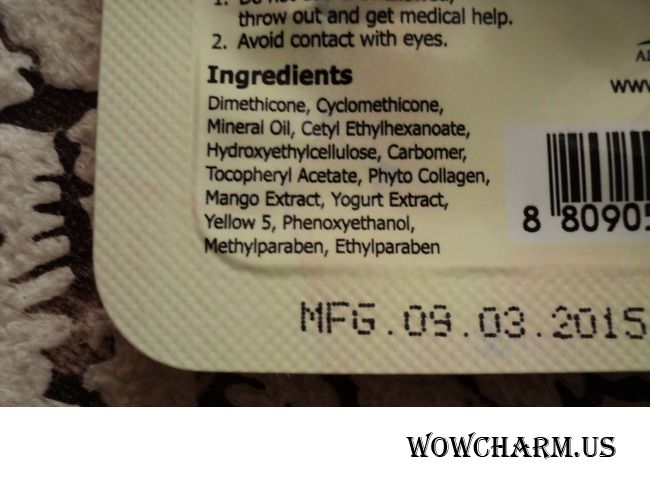 throw out and get medical help.
2. Avoid contact with eyes.
Ingredients
Dimethicone, Cyclomethicone,
Mineral Oil, Cetyl Ethylhexanoate,
Hydroxyethylcellulose, Carbomer,
Tocopheryl Acetate, Phyto Collagen,
Mango Extract, Yogurt Extract,
Yellow 5, Phenoxyethanol,
Methylparaben, Ethylparaben
www
8 80905
MFG.09.03.2015
WOWCHARM.US